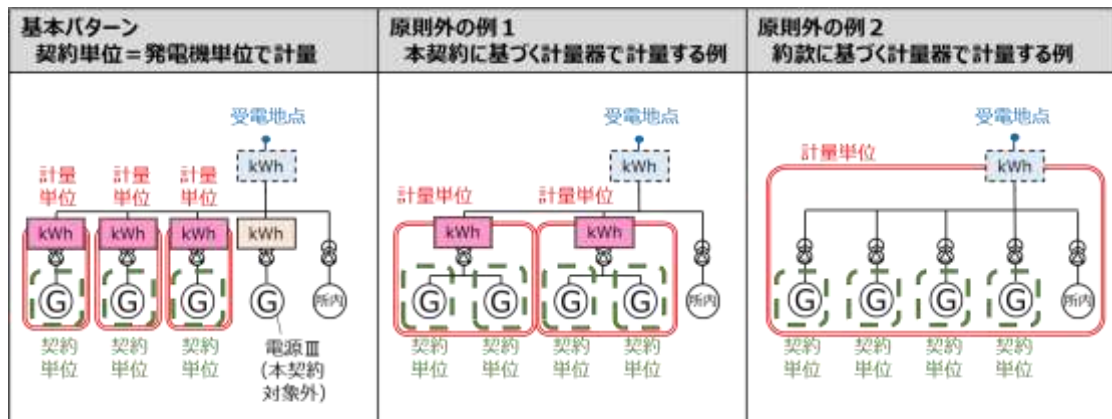 基本パターン
契約単位＝発電機単位で計量
原則外の例１
本契約に基づく計量器で計量する例
原則外の例２
約款に基づく計量器で計量する例
受電地点
kWh
計量
単位
計量
単位
計量
単位
kWh
kWh
kWh
kWh
G
G
G
G
所内
契約
単位
契約
単位
契約
単位
電源Ⅲ
(本契約
対象外)
受電地点
kWh
計量単位
計量単位
kWh
kWh
G
G
G
G
所内
契約
単位
契約
単位
契約
単位
契約
単位
受電地点
計量単位
kWh
G
G
G
G
所内
契約
単位
契約
単位
契約
単位
契約
単位